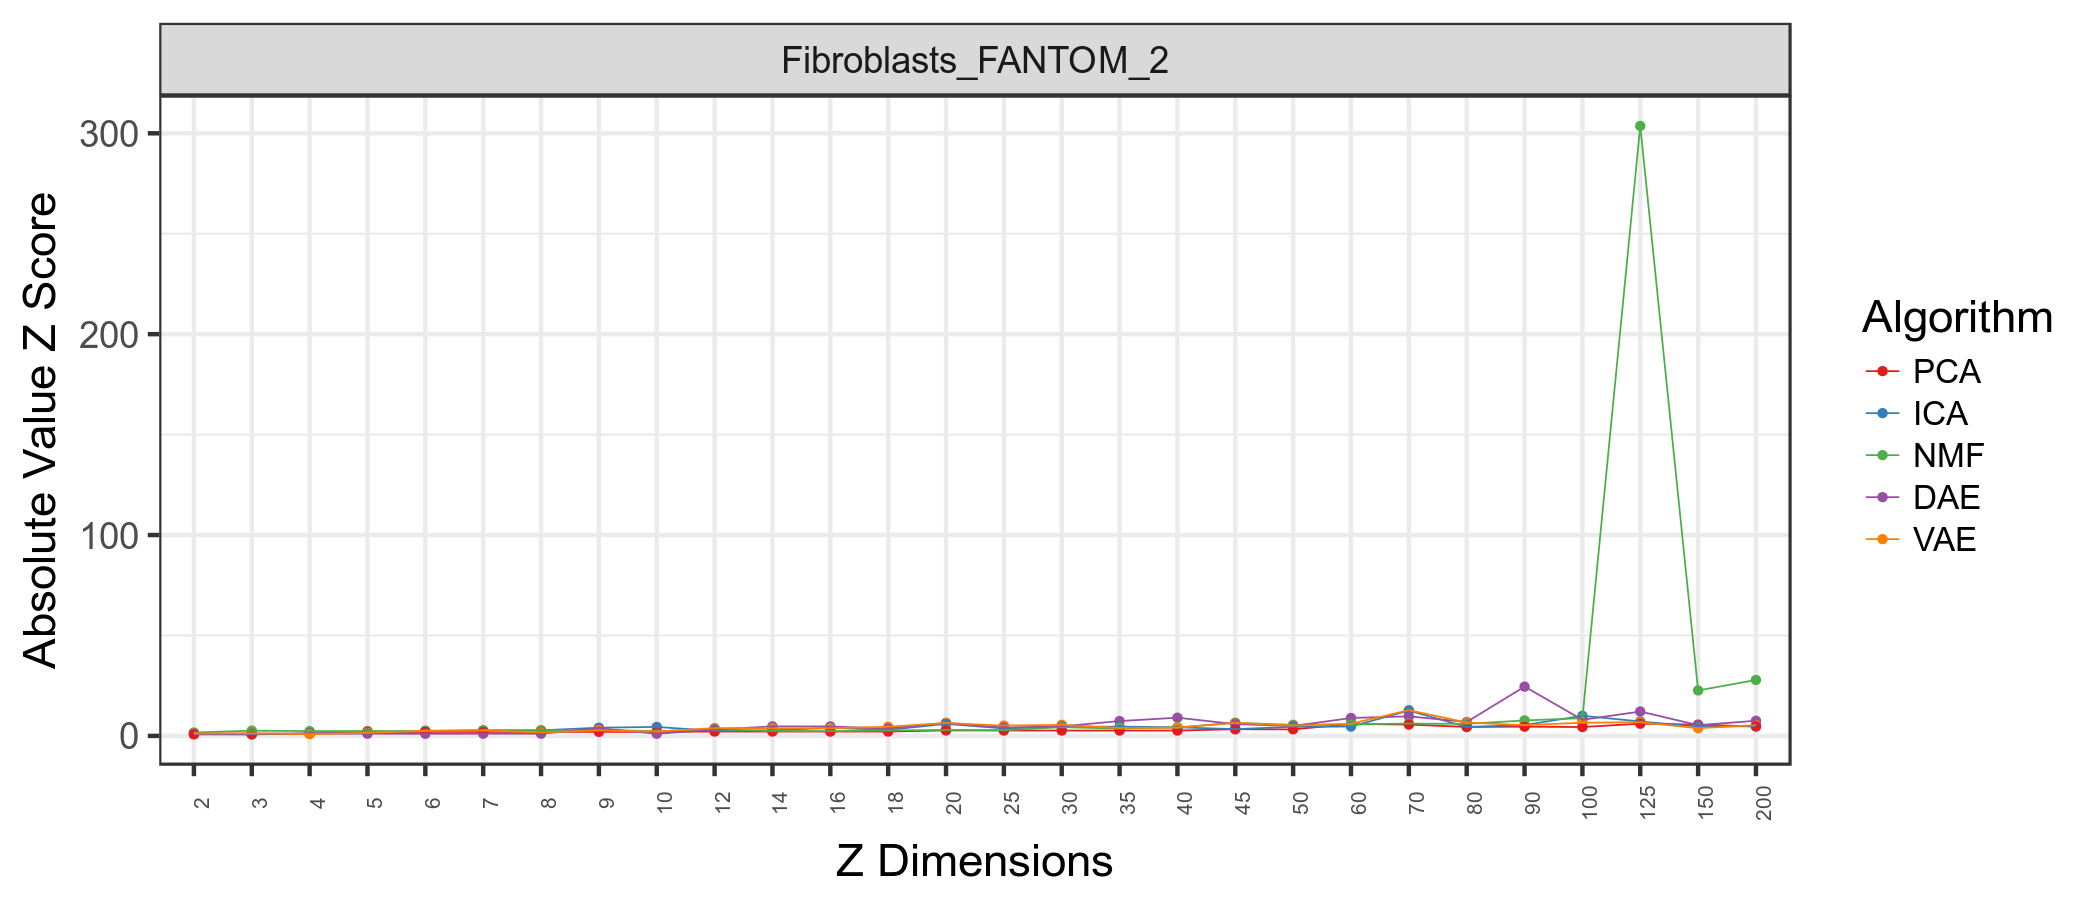 Fibroblasts_FANTOM_2
Absolute Value Z Score
300
200
100
0
2 3 4 5 6 7 8 9 10 12 14 16 18 20 25 30 35 40 45 50 60 70 80 90 100 125 150 200
Z Dimensions
Algorithm
PCA
ICA
NMF
DAE
VAE